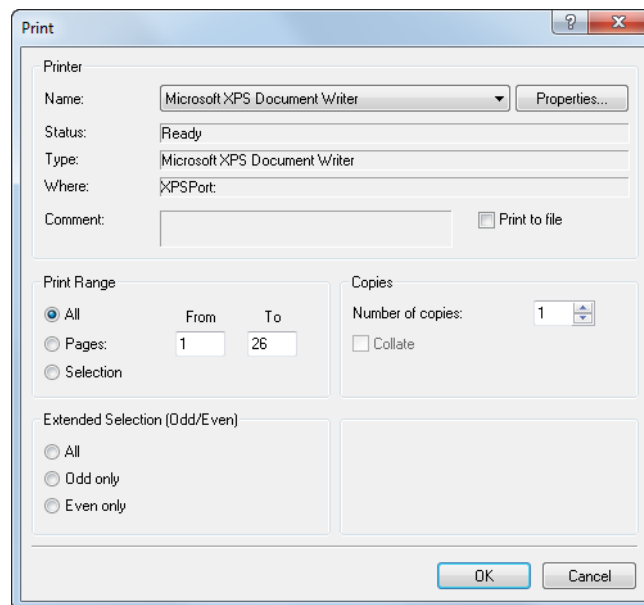 Print
Printer
Name: Microsoft XPS Document Writer Properties...
Status: Ready
Type: Microsoft XPS Document Writer
Where: XPSPort:
Comment: Print to file
Print Range
All From To
Pages: 1 26
Selection
Copies
Number of copies: 1
Collate
Extended Selection (Odd/Even)
All
Odd only
Even only
OK Cancel